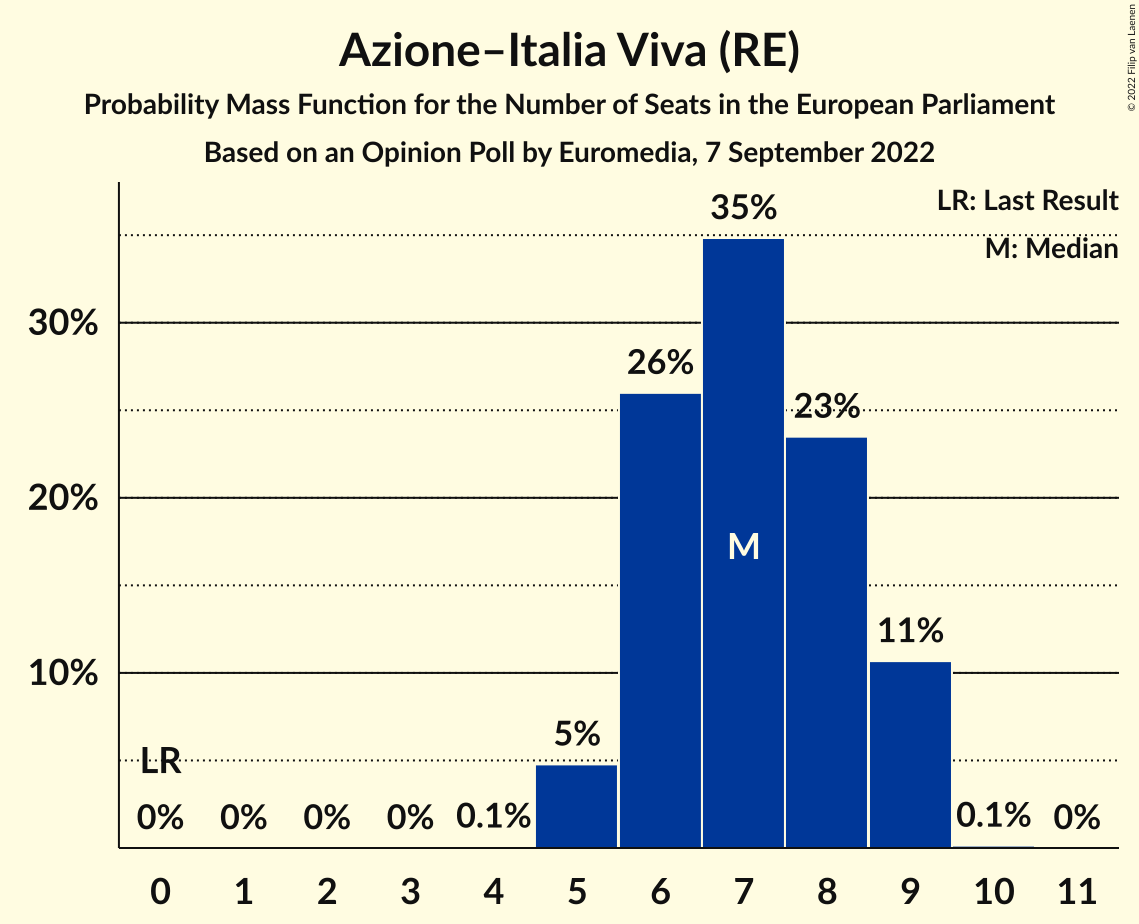 Azione–Italia Viva (RE)
Probability Mass Function for the Number of Seats in the European Parliament
Based on an Opinion Poll by Euromedia, 7 September 2022
© 2022 Filip van Laenen
LR: Last Result
M: Median
35%
30%
26%
23%
20%
M
11%
10%
5%
LR
0% 0% 0% 0% 0.1% 0.1% 0%
0 1 2 3 4 5 6 7 8 9 10 11